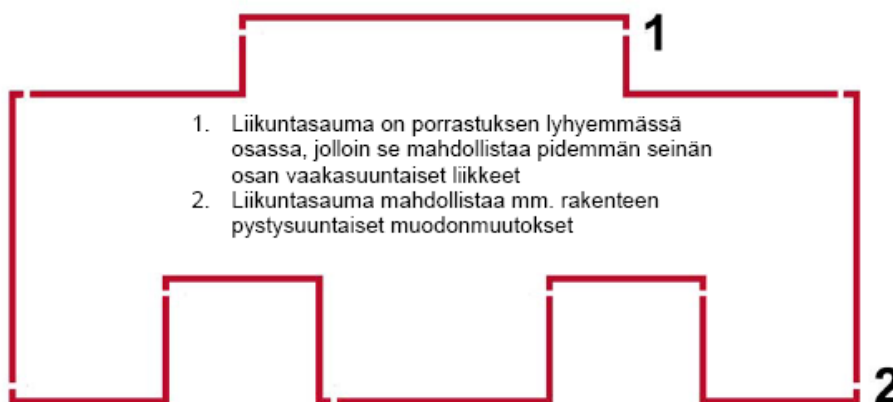 1
1. Liikuntasauma on porrastuksen lyhyemmässä
osassa, jolloin se mahdollistaa pidemmän seinän
osan vaakasuuntaiset liikkeet
2. Liikuntasauma mahdollistaa mm. rakenteen
pystysuuntaiset muodonmuutokset
2